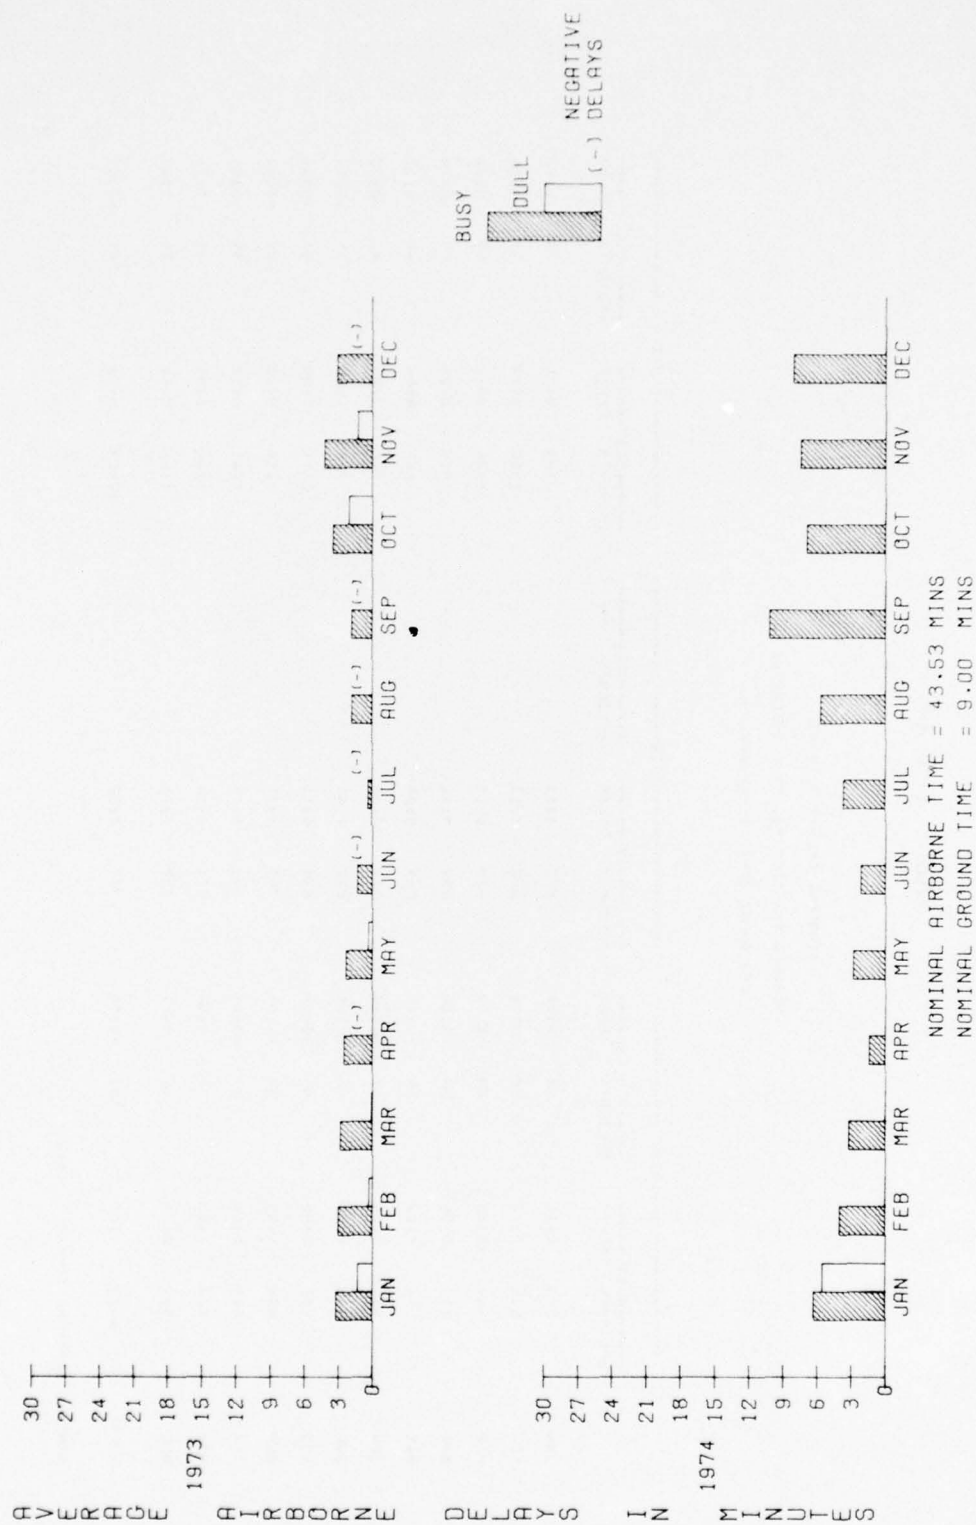 AVERAGE AIRBORNE DELAYS IN MINUTES
1973
30
27
24
21
18
15
12
9
6
3
0
(-) (-) (-) (-) (-) (-)
JAN FEB MAR APR MAY JUN JUL AUG SEP OCT NOV DEC
BUSY
DULL
(-) NEGATIVE
DELAYS
1974
30
27
24
21
18
15
12
9
6
3
0
JAN FEB MAR APR MAY JUN JUL AUG SEP OCT NOV DEC
NOMINAL AIRBORNE TIME = 43.53 MINS
NOMINAL GROUND TIME = 9.00 MINS